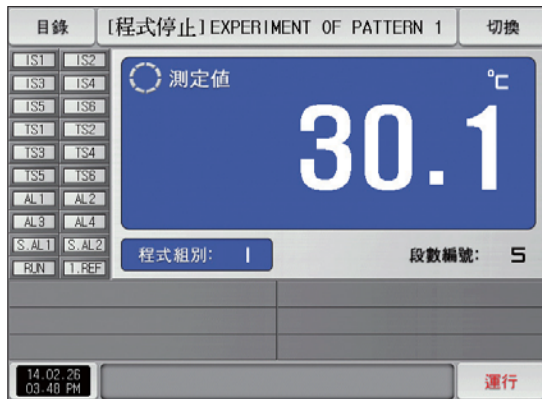 目錄 [程式停止]EXPERIMENT OF PATTERN 1 切換
IS1 IS2
IS3 IS4
IS5 IS6
TS1 TS2
TS3 TS4
TS5 TS6
AL1 AL2
AL3 AL4
S.AL1 S.AL2
RUN 1.REF
測定值 ℃
30.1
程式組別: 1 段數編號: 5
14.02.26
03.48 PM
運行